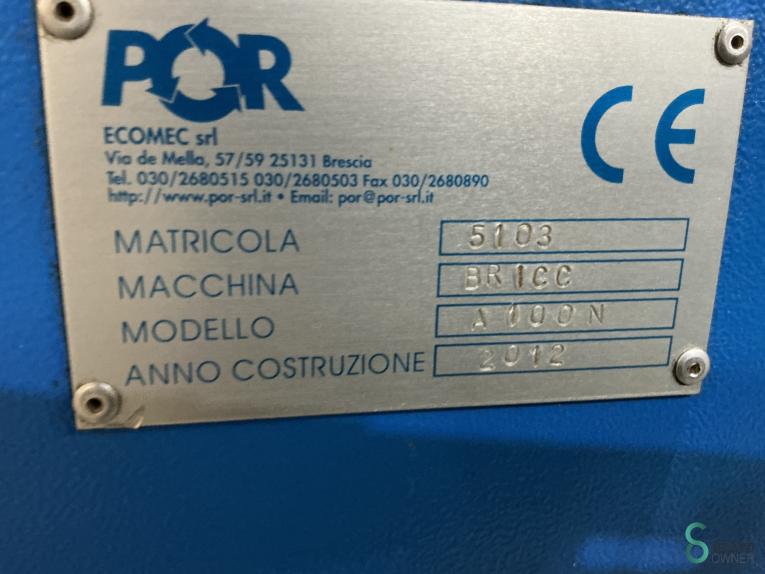 POR
CE
ECOMEC srl
Via de Mella, 57/59 25131 Brescia
Tel. 030/2680515 030/2680503 Fax 030/2680890
http://www.por-srl.it • Email: por@por-srl.it
MATRICOLA 5103
MACCHINA BRICC
MODELLO A100N
ANNO COSTRUZIONE 2012
OWNER